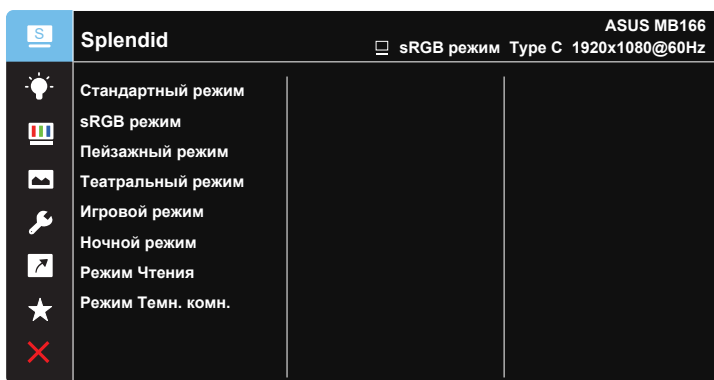 S
ASUS MB166
Splendid
sRGB режим Type C 1920x1080@60Hz
Стандартный режим
sRGB режим
Пейзажный режим
Театральный режим
Игровой режим
Ночной режим
Режим Чтения
Режим Темн. комн.